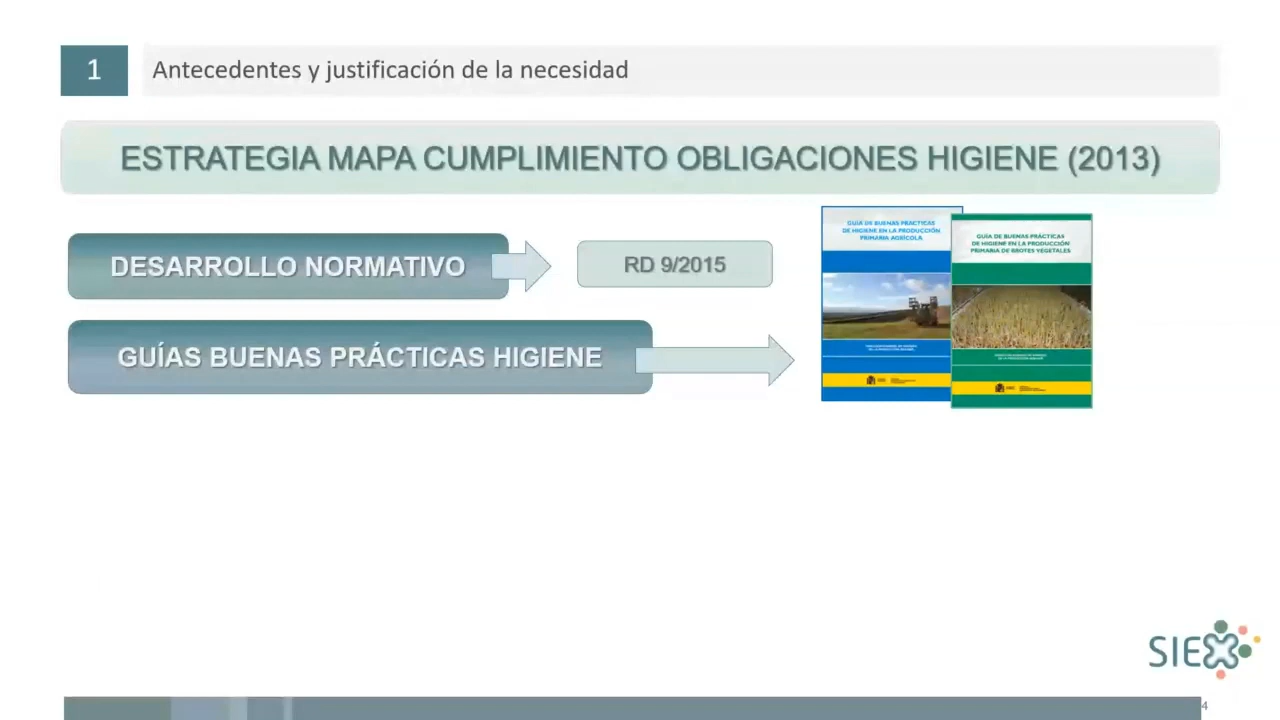 1
Antecedentes y justificación de la necesidad
ESTRATEGIA MAPA CUMPLIMIENTO OBLIGACIONES HIGIENE (2013)
DESARROLLO NORMATIVO
RD 9/2015
GUÍAS BUENAS PRÁCTICAS HIGIENE
GUÍA DE BUENAS PRÁCTICAS
DE HIGIENE EN LA PRODUCCIÓN
PRIMARIA AGRÍCOLA
GUÍA DE BUENAS PRÁCTICAS
DE HIGIENE EN LA PRODUCCIÓN
PRIMARIA DE BROTES VEGETALES
SIEX
4